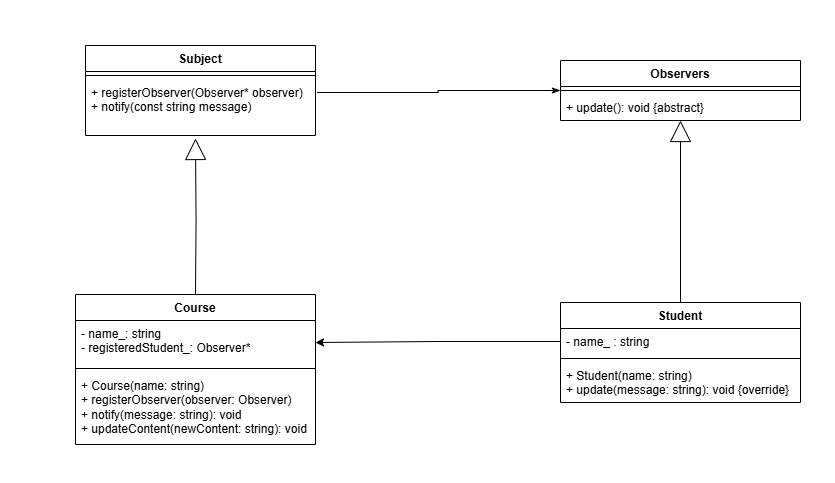 Subject
+ registerObserver(Observer* observer)
+ notify(const string message)
Observers
+ update(): void {abstract}
Course
- name_: string
- registeredStudent_: Observer*
+ Course(name: string)
+ registerObserver(observer: Observer)
+ notify(message: string): void
+ updateContent(newContent: string): void
Student
- name_ : string
+ Student(name: string)
+ update(message: string): void {override}